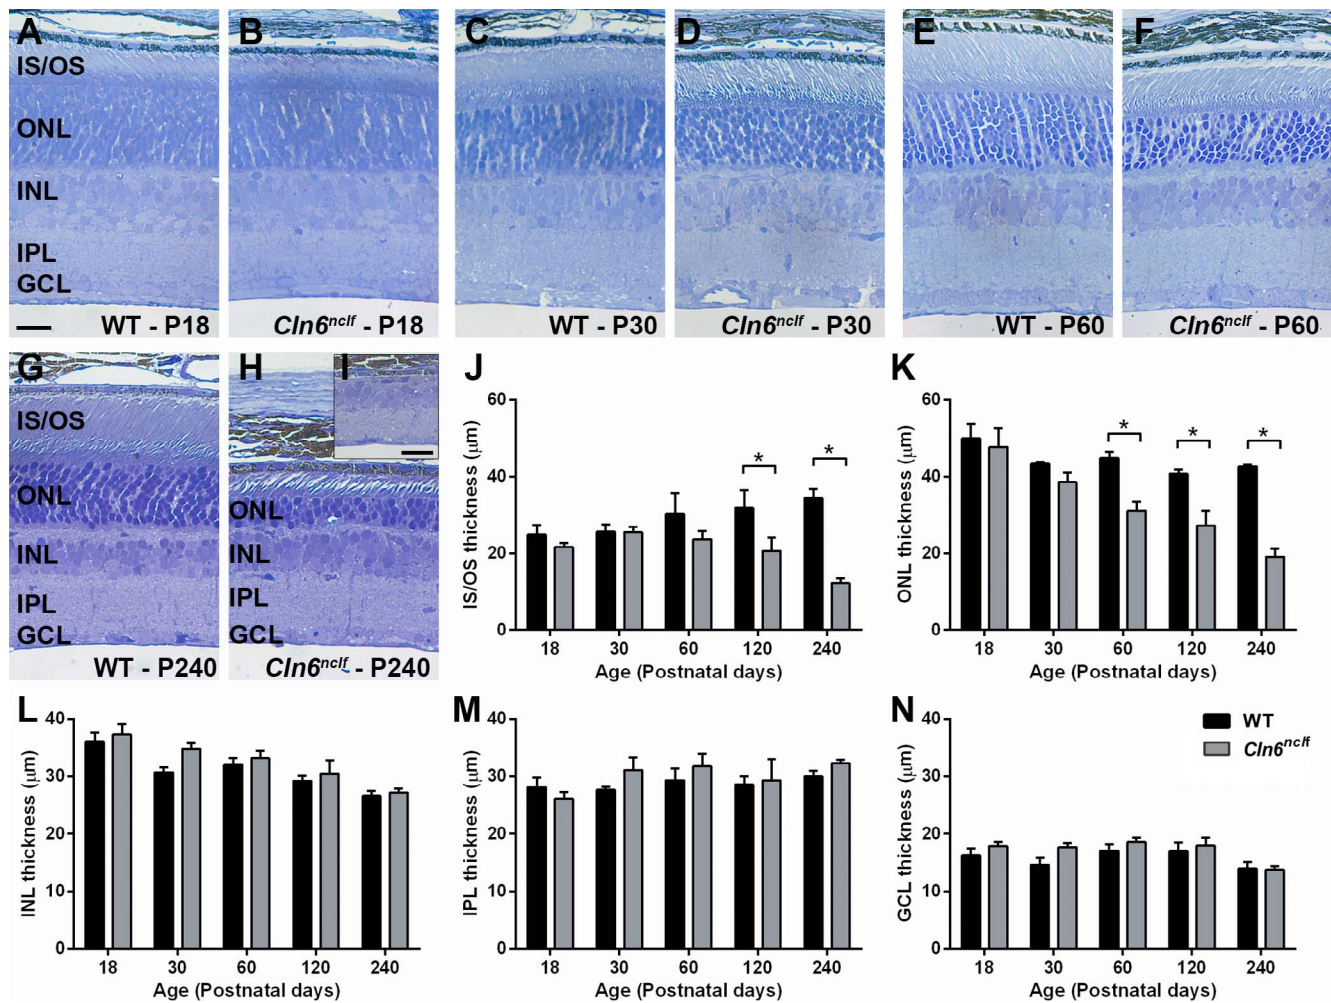 A
B
C
D
E
F
IS/OS
ONL
INL
IPL
GCL
WT - P18
Cln6nclf - P18
WT - P30
Cln6nclf - P30
WT - P60
Cln6nclf - P60
G
H
I
IS/OS
ONL
INL
IPL
GCL
WT - P240
ONL
INL
IPL
GCL
Cln6nclf - P240
J
IS/OS thickness (μm)
60
40
20
0
*
*
18 30 60 120 240
Age (Postnatal days)
K
ONL thickness (μm)
60
40
20
0
*
*
*
18 30 60 120 240
Age (Postnatal days)
L
INL thickness (μm)
40
30
20
10
0
18 30 60 120 240
Age (Postnatal days)
M
IPL thickness (μm)
40
30
20
10
0
18 30 60 120 240
Age (Postnatal days)
N
GCL thickness (μm)
40
30
20
10
0
18 30 60 120 240
Age (Postnatal days)
WT
Cln6nclf